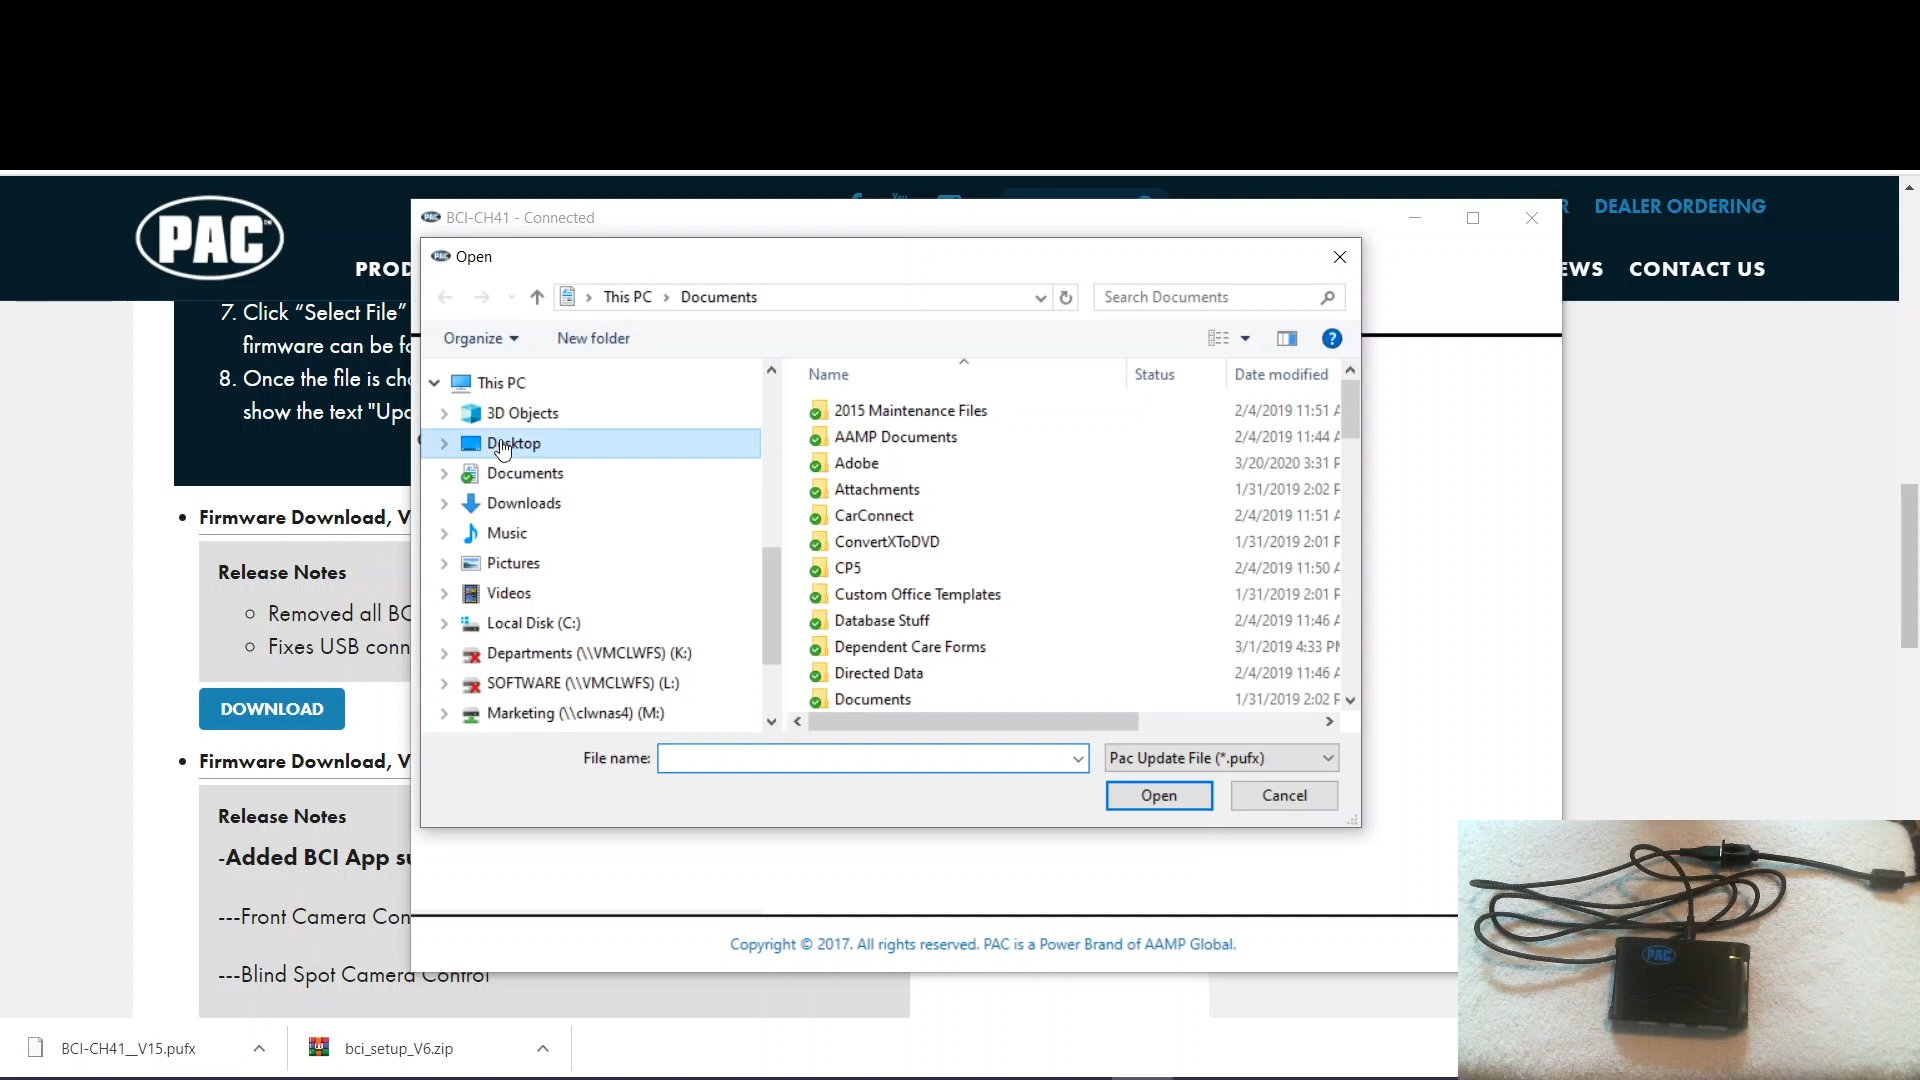 PAC
DEALER ORDERING
PROD
EWS
CONTACT US
7. Click “Select File”
firmware can be fo
8. Once the file is cho
show the text "Upd
Firmware Download, V
Release Notes
Removed all BC
Fixes USB conn
DOWNLOAD
Firmware Download, V
Release Notes
-Added BCI App su
---Front Camera Con
---Blind Spot Camera Control
BCI-CH41 - Connected
Open
This PC > Documents
Search Documents
Organize
New folder
This PC
3D Objects
Desktop
Documents
Downloads
Music
Pictures
Videos
Local Disk (C:)
Departments (\\VMCLWFS) (K:)
SOFTWARE (\\VMCLWFS) (L:)
Marketing (\\clwnas4) (M:)
Name Status Date modified
2015 Maintenance Files 2/4/2019 11:51 A
AAMP Documents 2/4/2019 11:44 A
Adobe 3/20/2020 3:31 P
Attachments 1/31/2019 2:02 P
CarConnect 2/4/2019 11:51 A
ConvertXToDVD 1/31/2019 2:01 P
CP5 2/4/2019 11:50 A
Custom Office Templates 1/31/2019 2:01 P
Database Stuff 2/4/2019 11:46 A
Dependent Care Forms 3/1/2019 4:33 PM
Directed Data 2/4/2019 11:46 A
Documents 1/31/2019 2:02 P
File name:
Pac Update File (*.pufx)
Open
Cancel
Copyright © 2017. All rights reserved. PAC is a Power Brand of AAMP Global.
BCI-CH41_V15.pufx
bci_setup_V6.zip
PAC